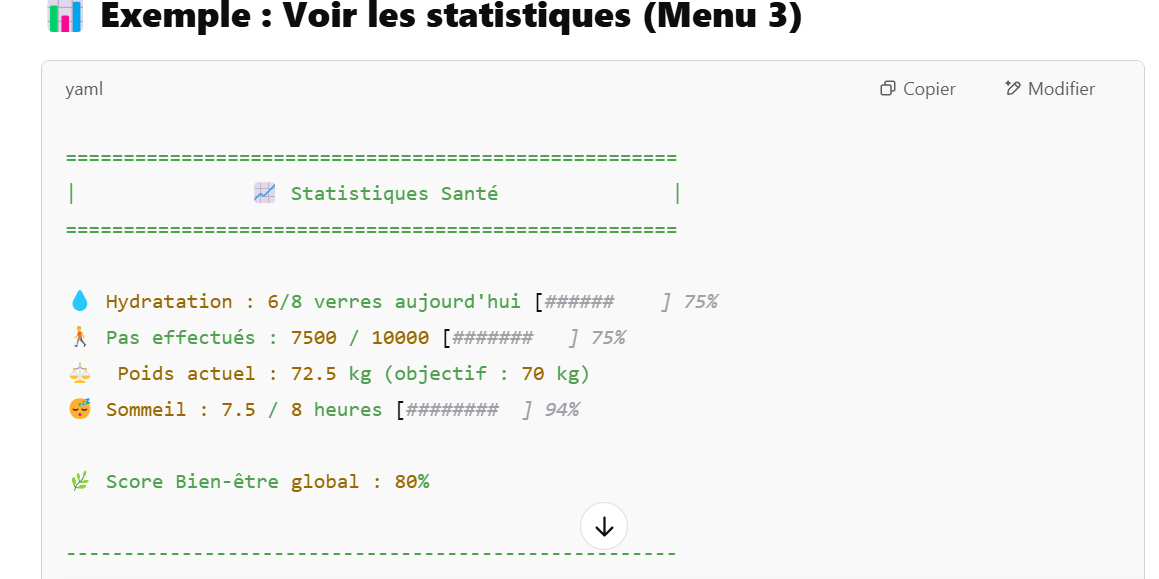 📊 Exemple : Voir les statistiques (Menu 3)
yaml Copier Modifier
=====================================================
| 📈 Statistiques Santé |
=====================================================
💧 Hydratation : 6/8 verres aujourd'hui [######    ] 75%
🚶 Pas effectués : 7500 / 10000 [#######   ] 75%
⚖️ Poids actuel : 72.5 kg (objectif : 70 kg)
😴 Sommeil : 7.5 / 8 heures [########  ] 94%
🌿 Score Bien-être global : 80%
-----------------------------------------------------